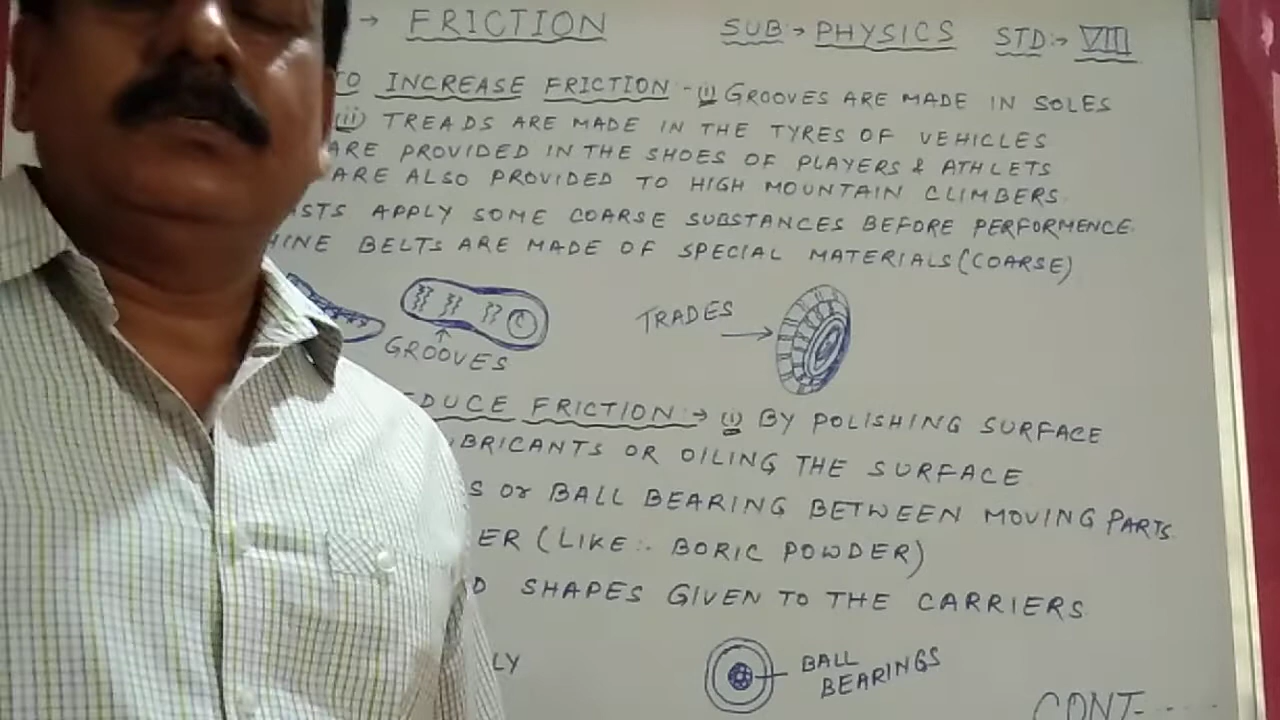 → FRICTION SUB:→ PHYSICS STD:→ VIII
TO INCREASE FRICTION - (i) GROOVES ARE MADE IN SOLES
(ii) TREADS ARE MADE IN THE TYRES OF VEHICLES
ARE PROVIDED IN THE SHOES OF PLAYERS & ATHLETS
ARE ALSO PROVIDED TO HIGH MOUNTAIN CLIMBERS.
ASTS APPLY SOME COARSE SUBSTANCES BEFORE PERFORMENCE.
HINE BELTS ARE MADE OF SPECIAL MATERIALS (COARSE)
TRADES
GROOVES
DUCE FRICTION:→ (i) BY POLISHING SURFACE
UBRICANTS OR OILING THE SURFACE
S or BALL BEARING BETWEEN MOVING PARTS.
ER (LIKE:. BORIC POWDER)
D SHAPES GIVEN TO THE CARRIERS
LY
BALL
BEARINGS
CONT-....